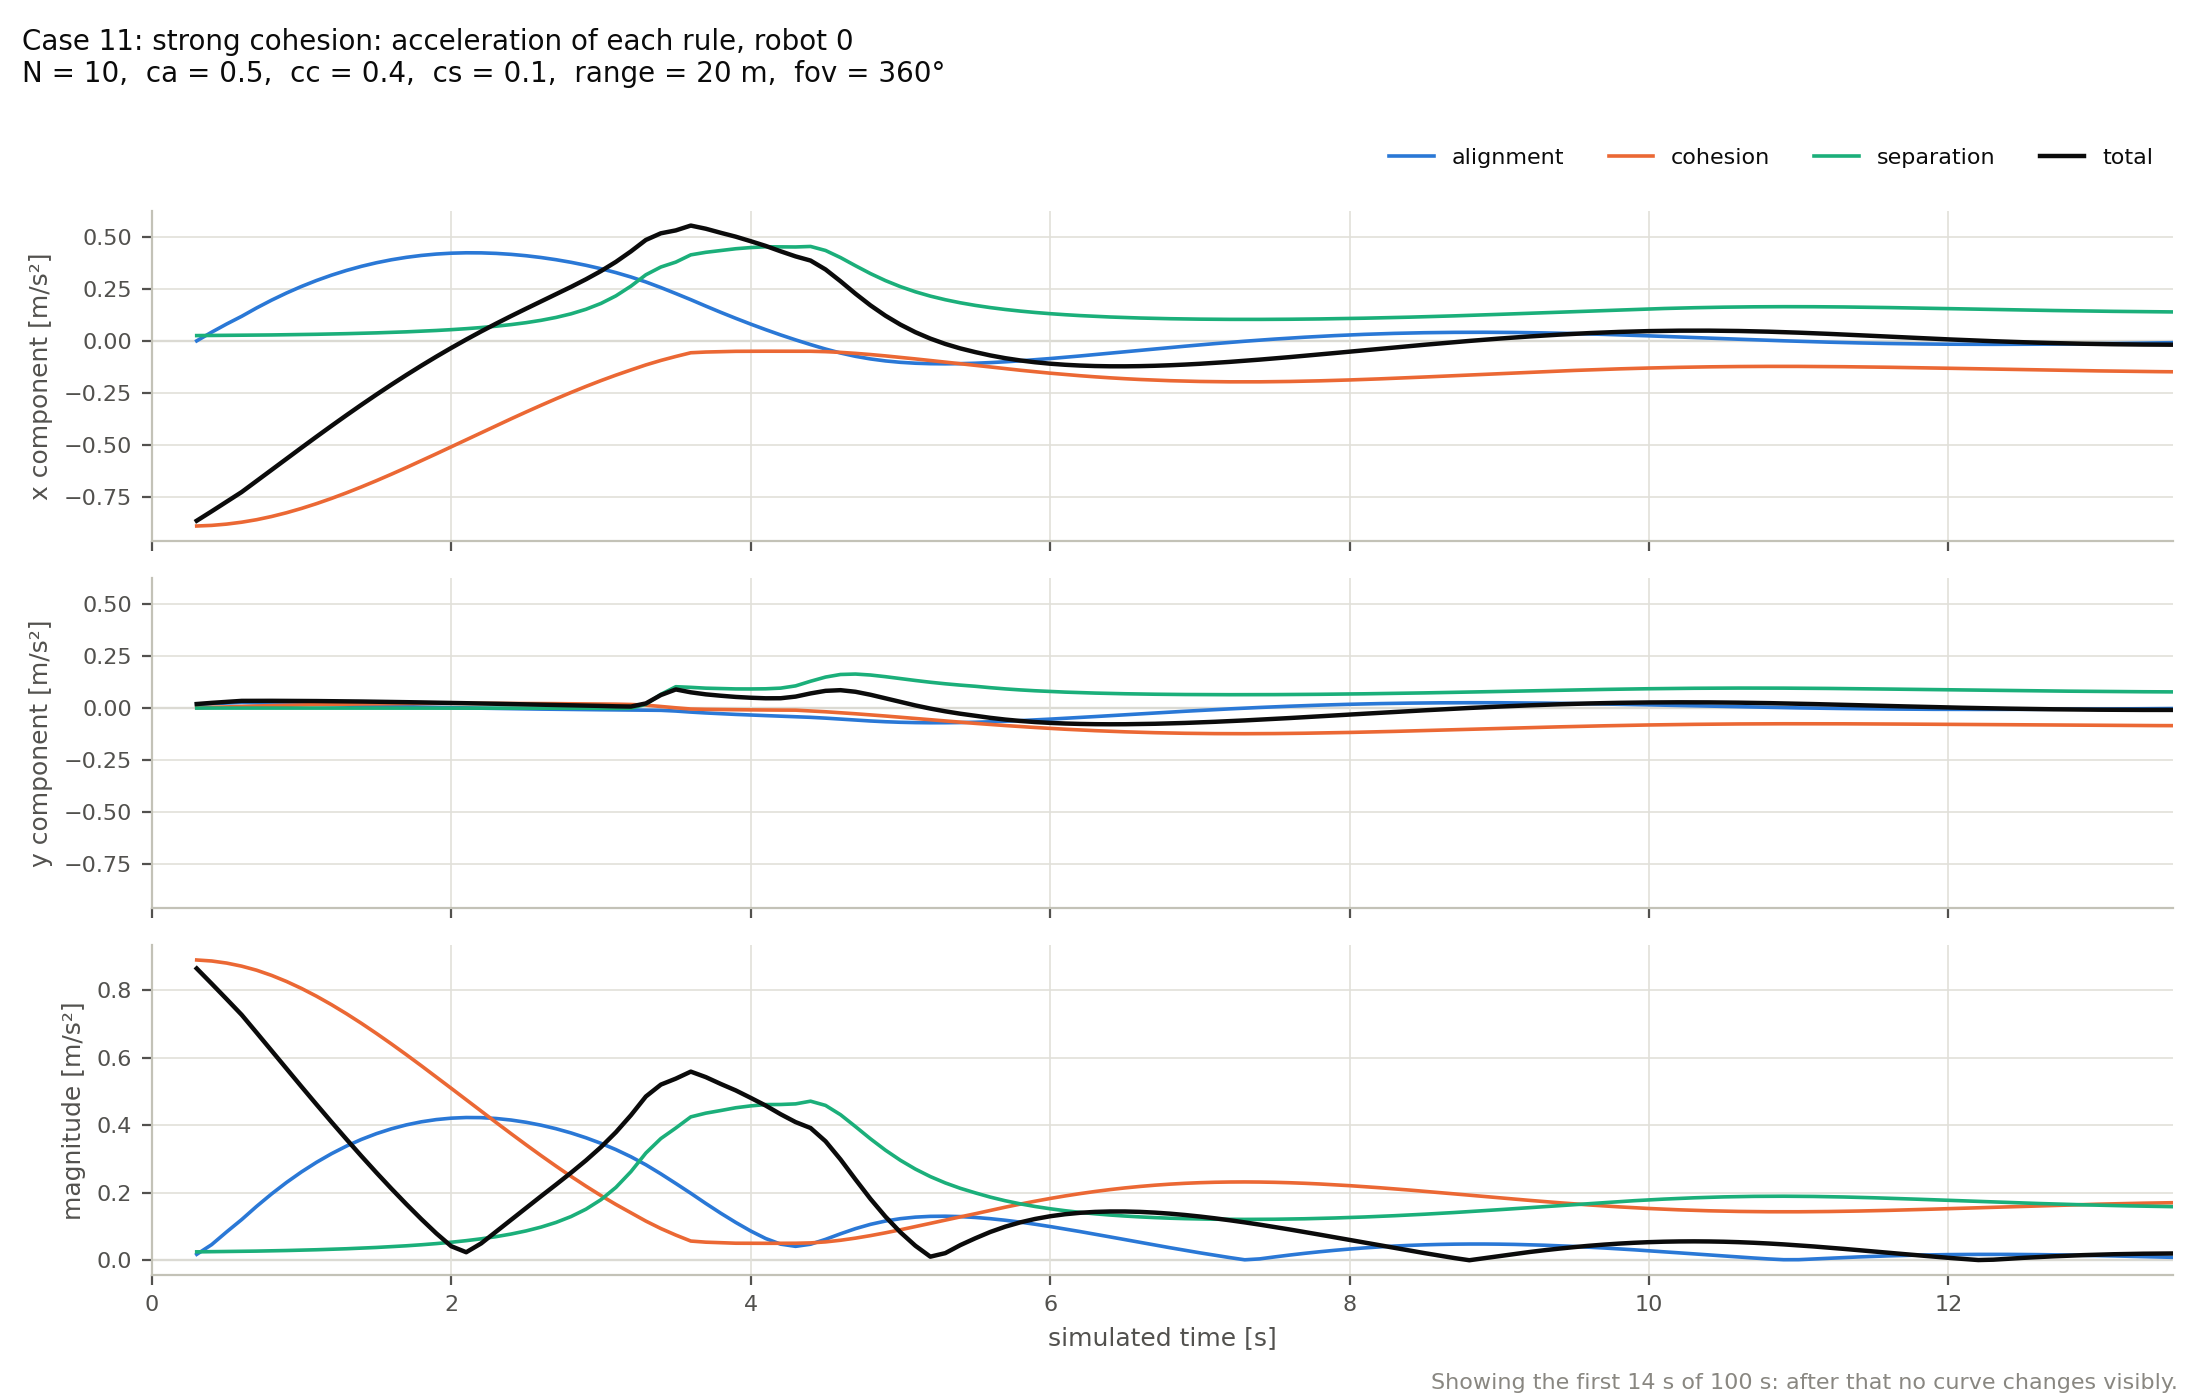 Case 11: strong cohesion: acceleration of each rule, robot 0
N = 10,  ca = 0.5,  cc = 0.4,  cs = 0.1,  range = 20 m,  fov = 360°
alignment cohesion separation total
x component [m/s²]
0.50
0.25
0.00
−0.25
−0.50
−0.75
y component [m/s²]
0.50
0.25
0.00
−0.25
−0.50
−0.75
magnitude [m/s²]
0.8
0.6
0.4
0.2
0.0
0 2 4 6 8 10 12
simulated time [s]
Showing the first 14 s of 100 s: after that no curve changes visibly.